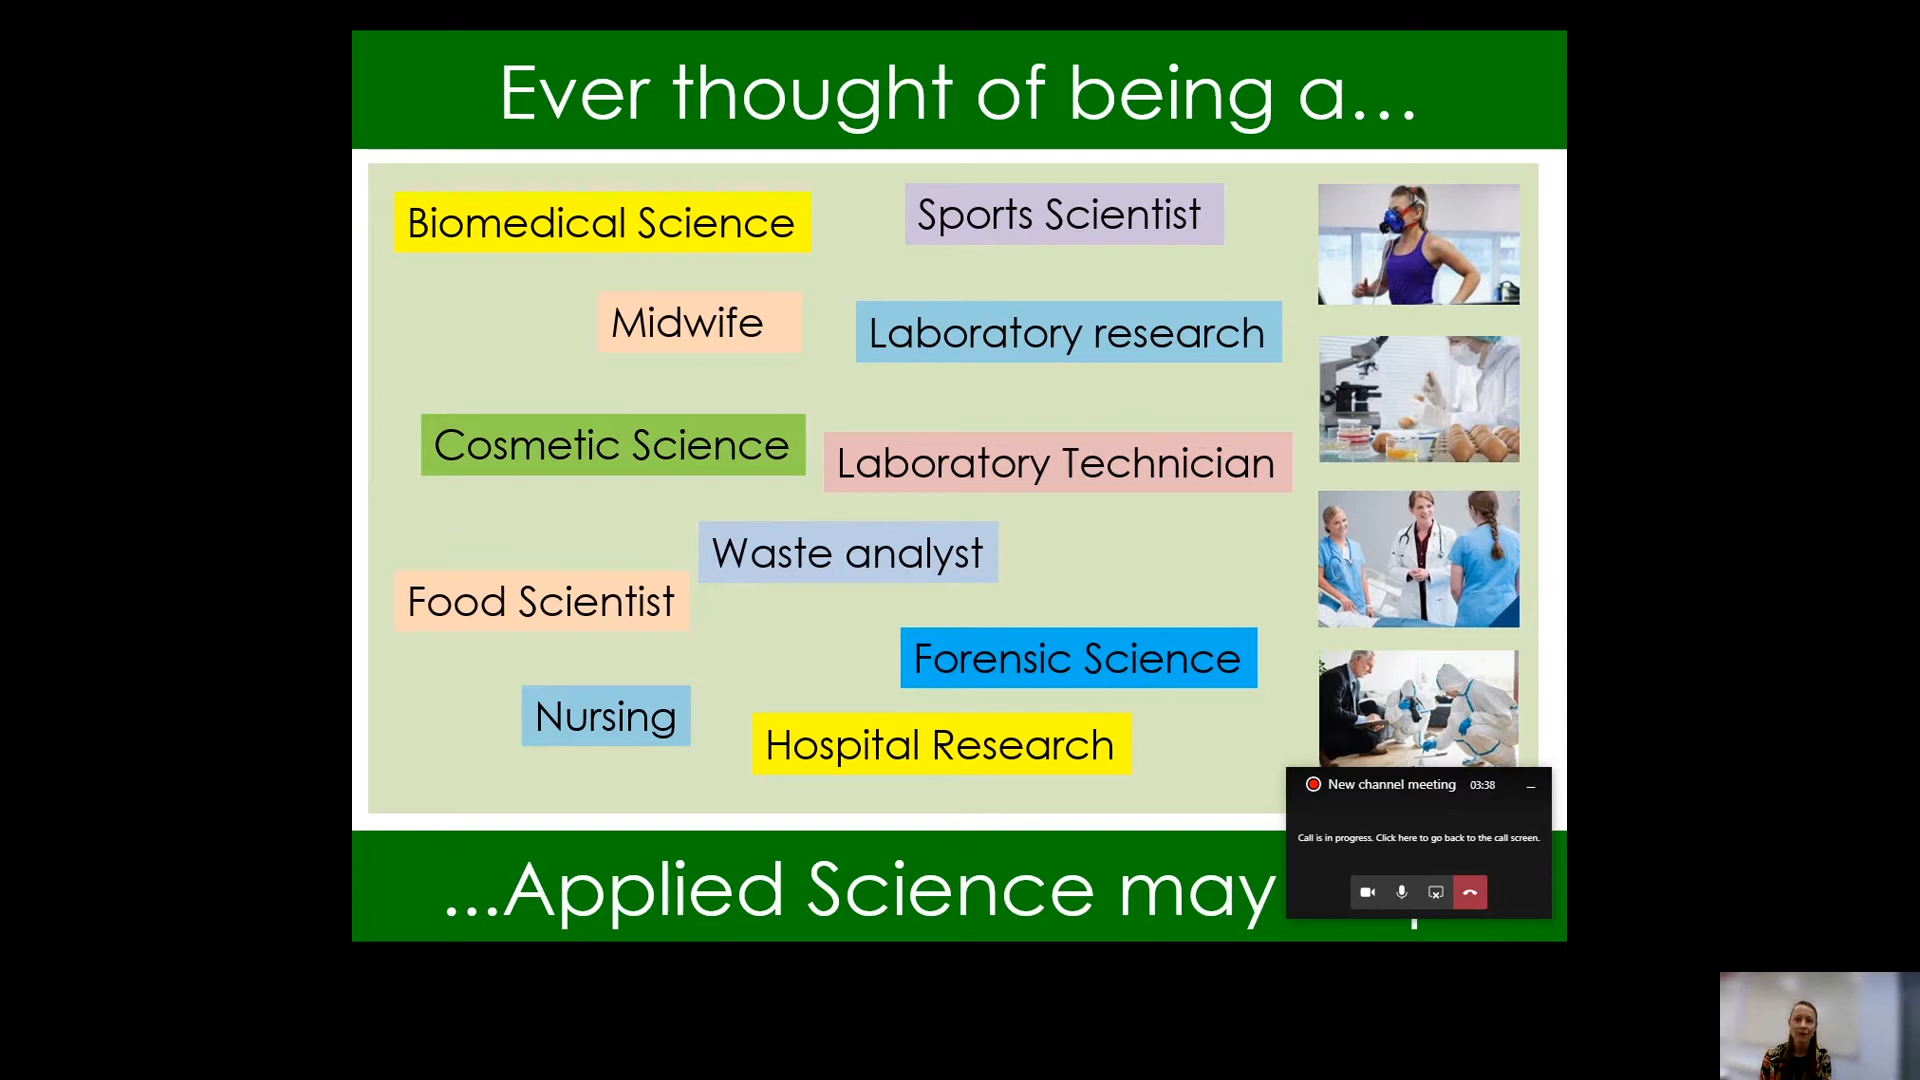 Ever thought of being a...
Biomedical Science
Sports Scientist
Midwife
Laboratory research
Cosmetic Science
Laboratory Technician
Waste analyst
Food Scientist
Forensic Science
Nursing
Hospital Research
New channel meeting 03:38
Call is in progress. Click here to go back to the call screen.
...Applied Science may